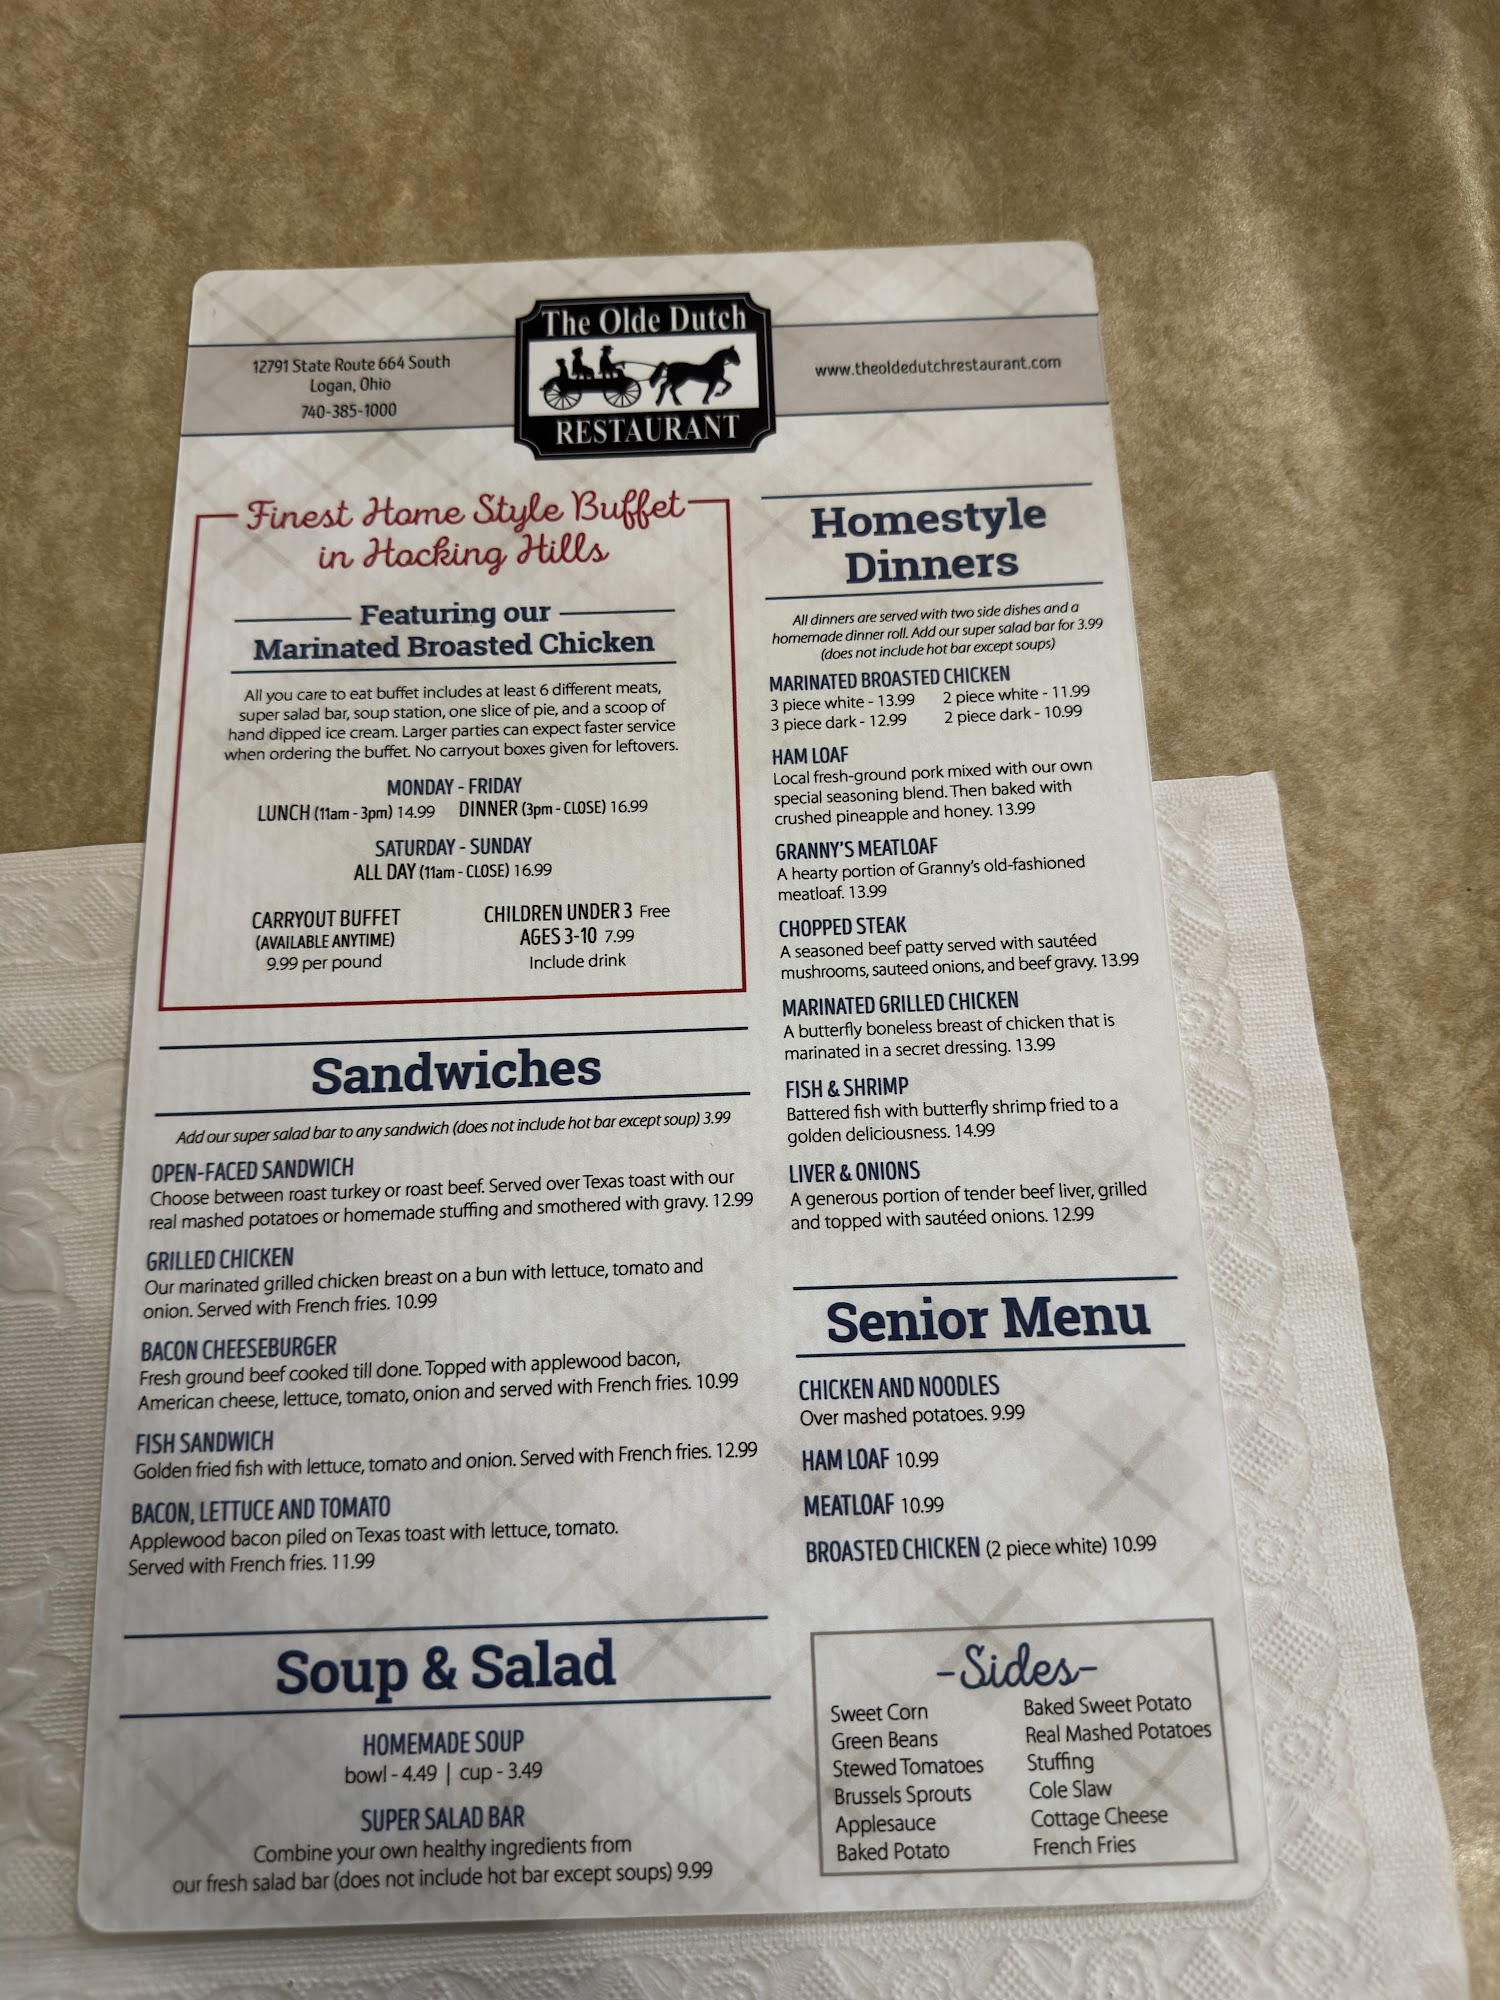 12791 State Route 664 South
Logan, Ohio
740-385-1000
The Olde Dutch
RESTAURANT
www.theoldedutchrestaurant.com
Finest Home Style Buffet
in Hocking Hills
Featuring our
Marinated Broasted Chicken
All you care to eat buffet includes at least 6 different meats,
super salad bar, soup station, one slice of pie, and a scoop of
hand dipped ice cream. Larger parties can expect faster service
when ordering the buffet. No carryout boxes given for leftovers.
MONDAY - FRIDAY
LUNCH (11am - 3pm) 14.99 DINNER (3pm - CLOSE) 16.99
SATURDAY - SUNDAY
ALL DAY (11am - CLOSE) 16.99
CARRYOUT BUFFET
(AVAILABLE ANYTIME)
9.99 per pound
CHILDREN UNDER 3 Free
AGES 3-10 7.99
Include drink
Sandwiches
Add our super salad bar to any sandwich (does not include hot bar except soup) 3.99
OPEN-FACED SANDWICH
Choose between roast turkey or roast beef. Served over Texas toast with our
real mashed potatoes or homemade stuffing and smothered with gravy. 12.99
GRILLED CHICKEN
Our marinated grilled chicken breast on a bun with lettuce, tomato and
onion. Served with French fries. 10.99
BACON CHEESEBURGER
Fresh ground beef cooked till done. Topped with applewood bacon,
American cheese, lettuce, tomato, onion and served with French fries. 10.99
FISH SANDWICH
Golden fried fish with lettuce, tomato and onion. Served with French fries. 12.99
BACON, LETTUCE AND TOMATO
Applewood bacon piled on Texas toast with lettuce, tomato.
Served with French fries. 11.99
Soup & Salad
HOMEMADE SOUP
bowl - 4.49 | cup - 3.49
SUPER SALAD BAR
Combine your own healthy ingredients from
our fresh salad bar (does not include hot bar except soups) 9.99
Homestyle
Dinners
All dinners are served with two side dishes and a
homemade dinner roll. Add our super salad bar for 3.99
(does not include hot bar except soups)
MARINATED BROASTED CHICKEN
3 piece white - 13.99 2 piece white - 11.99
3 piece dark - 12.99 2 piece dark - 10.99
HAM LOAF
Local fresh-ground pork mixed with our own
special seasoning blend. Then baked with
crushed pineapple and honey. 13.99
GRANNY'S MEATLOAF
A hearty portion of Granny's old-fashioned
meatloaf. 13.99
CHOPPED STEAK
A seasoned beef patty served with sautéed
mushrooms, sauteed onions, and beef gravy. 13.99
MARINATED GRILLED CHICKEN
A butterfly boneless breast of chicken that is
marinated in a secret dressing. 13.99
FISH & SHRIMP
Battered fish with butterfly shrimp fried to a
golden deliciousness. 14.99
LIVER & ONIONS
A generous portion of tender beef liver, grilled
and topped with sautéed onions. 12.99
Senior Menu
CHICKEN AND NOODLES
Over mashed potatoes. 9.99
HAM LOAF 10.99
MEATLOAF 10.99
BROASTED CHICKEN (2 piece white) 10.99
-Sides-
Sweet Corn
Green Beans
Stewed Tomatoes
Brussels Sprouts
Applesauce
Baked Potato
Baked Sweet Potato
Real Mashed Potatoes
Stuffing
Cole Slaw
Cottage Cheese
French Fries